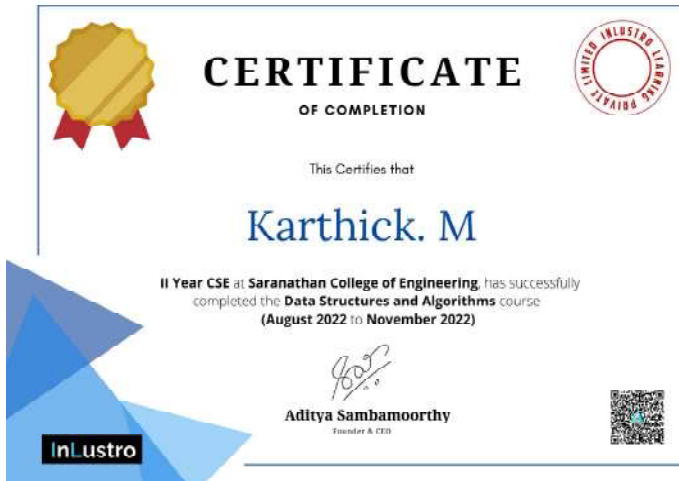 CERTIFICATE
OF COMPLETION
INLUSTRO LEARNING PRIVATE LIMITED
This Certifies that
Karthick. M
II Year CSE at Saranathan College of Engineering, has successfully
completed the Data Structures and Algorithms course
(August 2022 to November 2022)
Aditya Sambamoorthy
Founder & CEO
InLustro